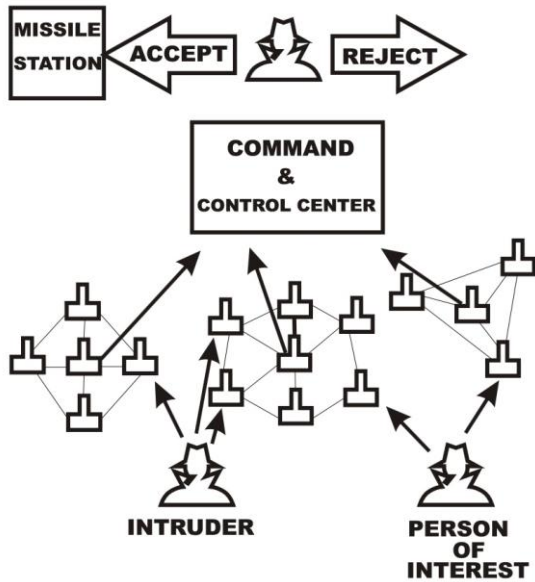 MISSILE
STATION
ACCEPT
REJECT
COMMAND
&
CONTROL CENTER
INTRUDER
PERSON
OF
INTEREST